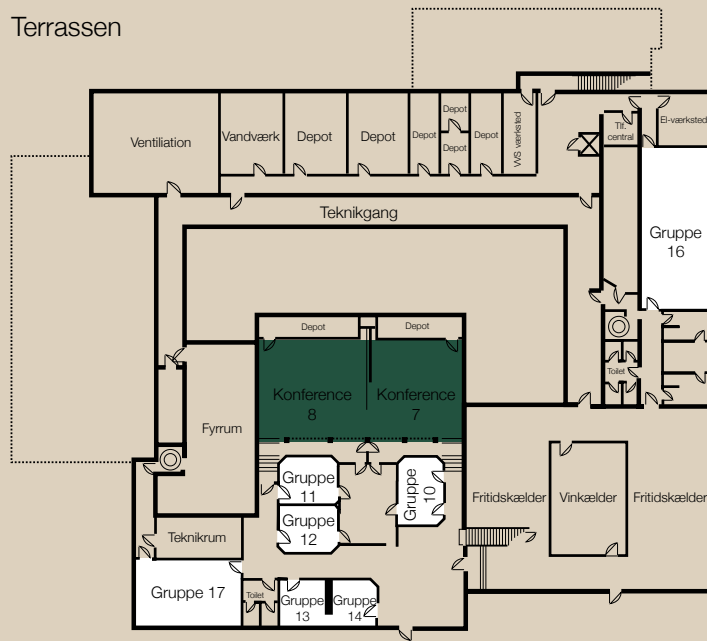 Terrassen
Ventiliation
Vandværk
Depot
Depot
Depot
Depot
Depot
Depot
VVS værksted
Tlf.
central
El-værksted
Teknikgang
Gruppe
16
Depot
Depot
Konference
8
Konference
7
Toilet
Fyrrum
Gruppe
11
Gruppe
10
Gruppe
12
Fritidskælder
Vinkælder
Fritidskælder
Teknikrum
Gruppe 17
Toilet
Gruppe
13
Gruppe
14